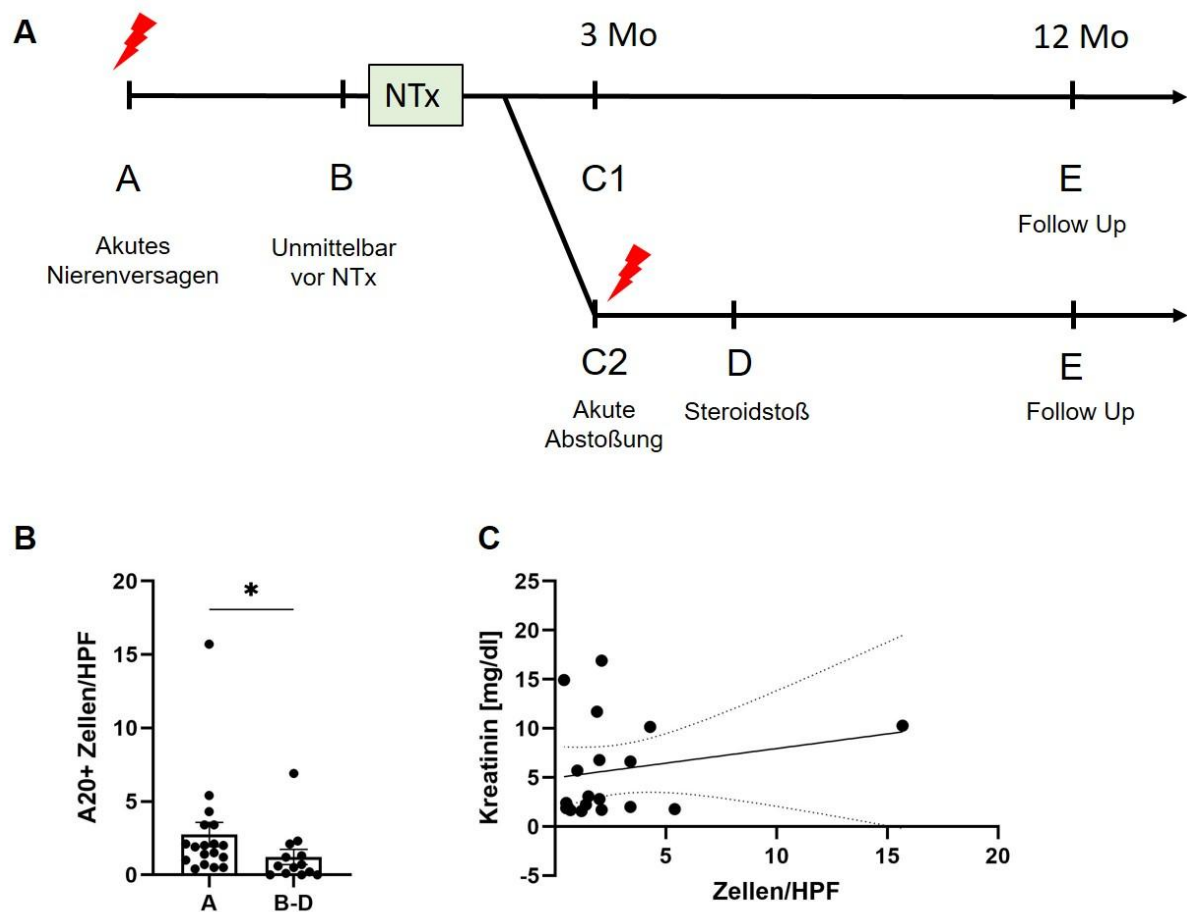 A
3 Mo
12 Mo
NTx
A
B
C1
E
Akutes
Nierenversagen
Unmittelbar
vor NTx
Follow Up
C2
D
E
Akute
Abstoßung
Steroidstoß
Follow Up
B
C
A20+ Zellen/HPF
20
15
10
5
0
*
A
B-D
Kreatinin [mg/dl]
25
20
15
10
5
0
-5
5
10
15
20
Zellen/HPF